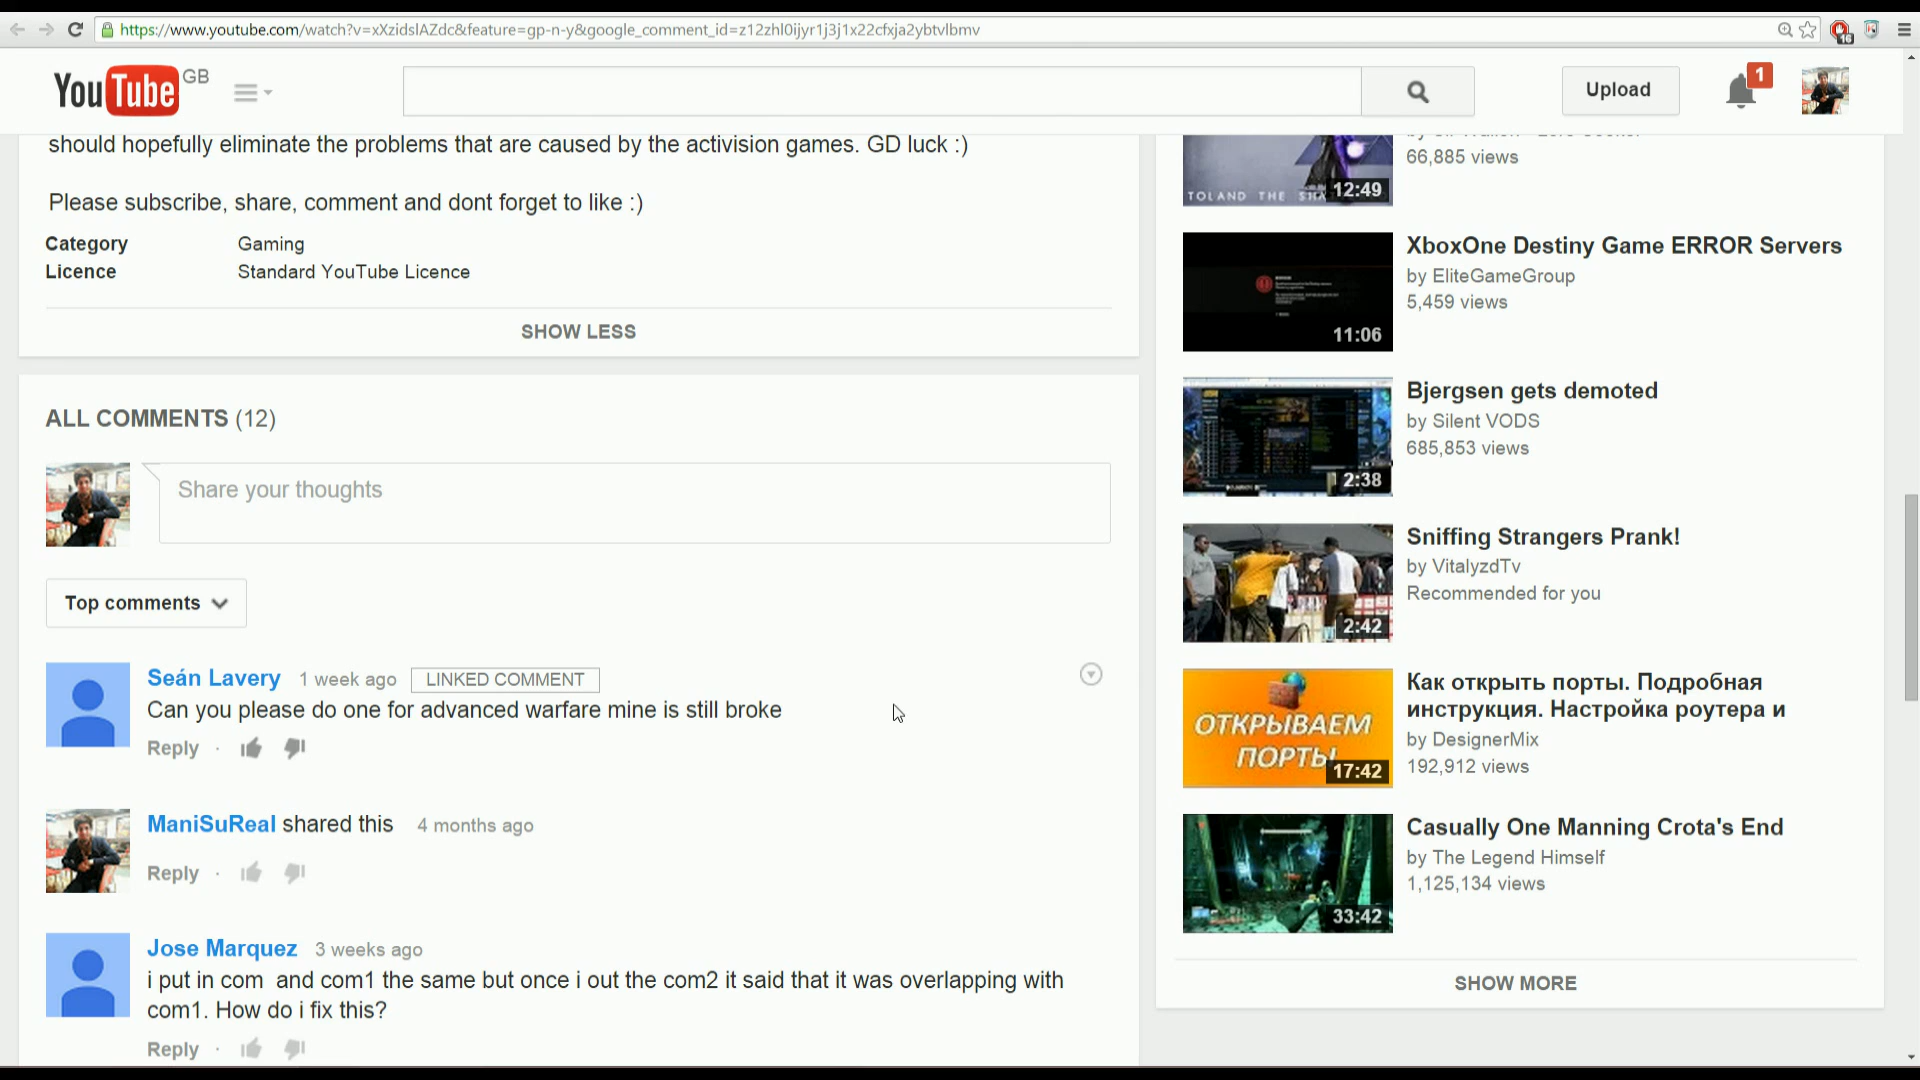 https://www.youtube.com/watch?v=xXzidslAZdc&feature=gp-n-y&google_comment_id=z12zhl0ijyr1j3j1x22cfxja2ybtvlbmv
YouTube GB
Upload
1
should hopefully eliminate the problems that are caused by the activision games. GD luck :)
Please subscribe, share, comment and dont forget to like :)
Category Gaming
Licence Standard YouTube Licence
SHOW LESS
ALL COMMENTS (12)
Share your thoughts
Top comments
Seán Lavery 1 week ago LINKED COMMENT
Can you please do one for advanced warfare mine is still broke
Reply
ManiSuReal shared this 4 months ago
Reply
Jose Marquez 3 weeks ago
i put in com and com1 the same but once i out the com2 it said that it was overlapping with
com1. How do i fix this?
Reply
66,885 views
TOLAND THE
12:49
XboxOne Destiny Game ERROR Servers
by EliteGameGroup
5,459 views
11:06
Bjergsen gets demoted
by Silent VODS
685,853 views
2:38
Sniffing Strangers Prank!
by VitalyzdTv
Recommended for you
2:42
Как открыть порты. Подробная
инструкция. Настройка роутера и
by DesignerMix
192,912 views
ОТКРЫВАЕМ
ПОРТЫ
17:42
Casually One Manning Crota's End
by The Legend Himself
1,125,134 views
33:42
SHOW MORE